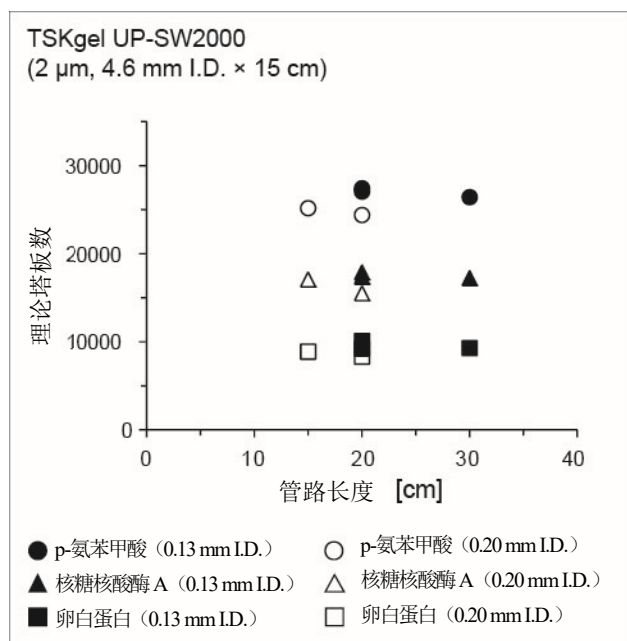 TSKgel UP-SW2000
(2 μm, 4.6 mm I.D. × 15 cm)
理论塔板数
30000
20000
10000
0
0 10 20 30 40
管路长度 [cm]
● p-氨苯甲酸（0.13 mm I.D.） ○ p-氨苯甲酸（0.20 mm I.D.）
▲ 核糖核酸酶 A（0.13 mm I.D.） △ 核糖核酸酶 A（0.20 mm I.D.）
■ 卵白蛋白（0.13 mm I.D.） □ 卵白蛋白（0.20 mm I.D.）